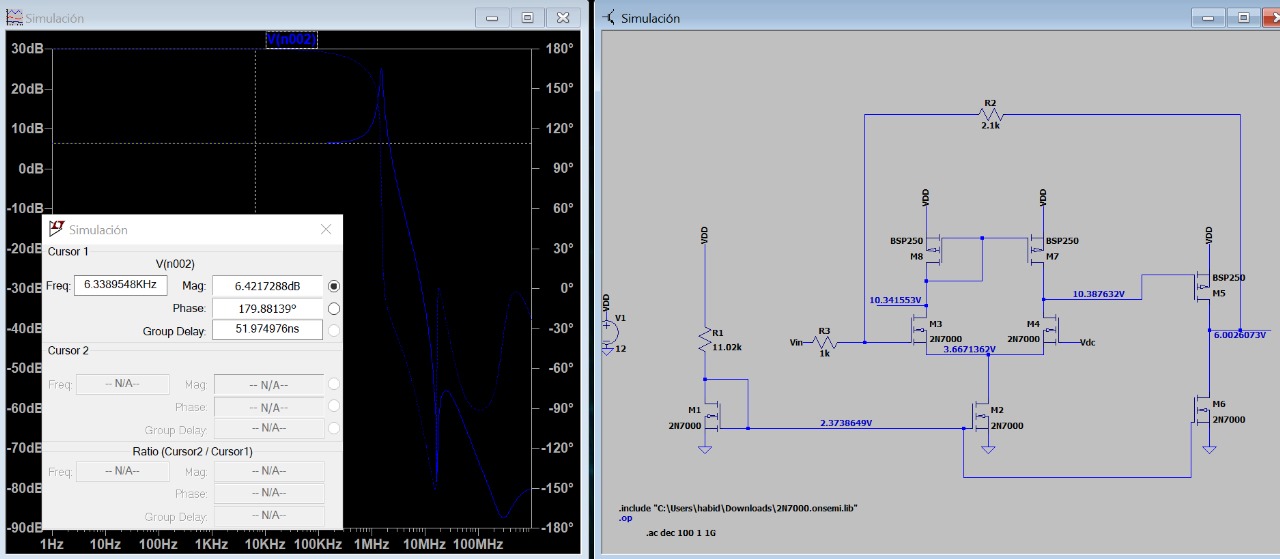 Simulación
V(n002)
30dB
20dB
10dB
0dB
-10dB
-20dB
-30dB
-40dB
-50dB
-60dB
-70dB
-80dB
-90dB
180°
150°
120°
90°
60°
30°
0°
-30°
-60°
-90°
-120°
-150°
-180°
1Hz 10Hz 100Hz 1KHz 10KHz 100KHz 1MHz 10MHz 100MHz
Simulación
Cursor 1
V(n002)
Freq: 6.3389548KHz Mag: 6.4217288dB
Phase: 179.88139°
Group Delay: 51.974976ns
Cursor 2
Freq: -- N/A-- Mag: -- N/A--
Phase: -- N/A--
Group Delay: -- N/A--
Ratio (Cursor2 / Cursor1)
Freq: -- N/A-- Mag: -- N/A--
Phase: -- N/A--
Group Delay: -- N/A--
Simulación
R2
2.1k
VDD
VDD
VDD
VDD
BSP250
M8
BSP250
M7
BSP250
M5
10.341553V
10.387632V
6.0026073V
VDD
V1
12
R1
11.02k
Vin
R3
1k
M3
2N7000
M4
2N7000
Vdc
3.6671362V
M1
2N7000
2.3738649V
M2
2N7000
M6
2N7000
.include "C:\Users\habid\Downloads\2N7000.onsemi.lib"
.op
.ac dec 100 1 1G